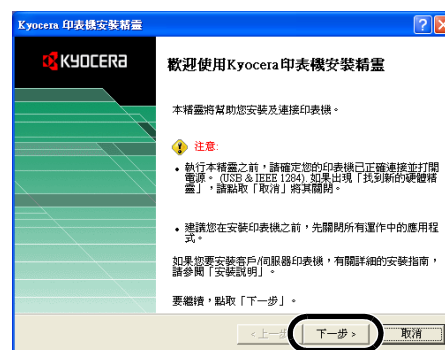 Kyocera 印表機安裝精靈
KYOCERA
歡迎使用Kyocera印表機安裝精靈
本精靈將幫助您安裝及連接印表機。
注意:
• 執行本精靈之前，請確定您的印表機已正確連接並打開
電源。 (USB & IEEE 1284). 如果出現「找到新的硬體精
靈」，請點取「取消」將其關閉。
• 建議您在安裝印表機之前，先關閉所有運作中的應用程
式。
如果您要安裝客戶/伺服器印表機，有關詳細的安裝指南，
請參閱「安裝說明」。
要繼續，點取「下一步」。
< 上一步 下一步 > 取消